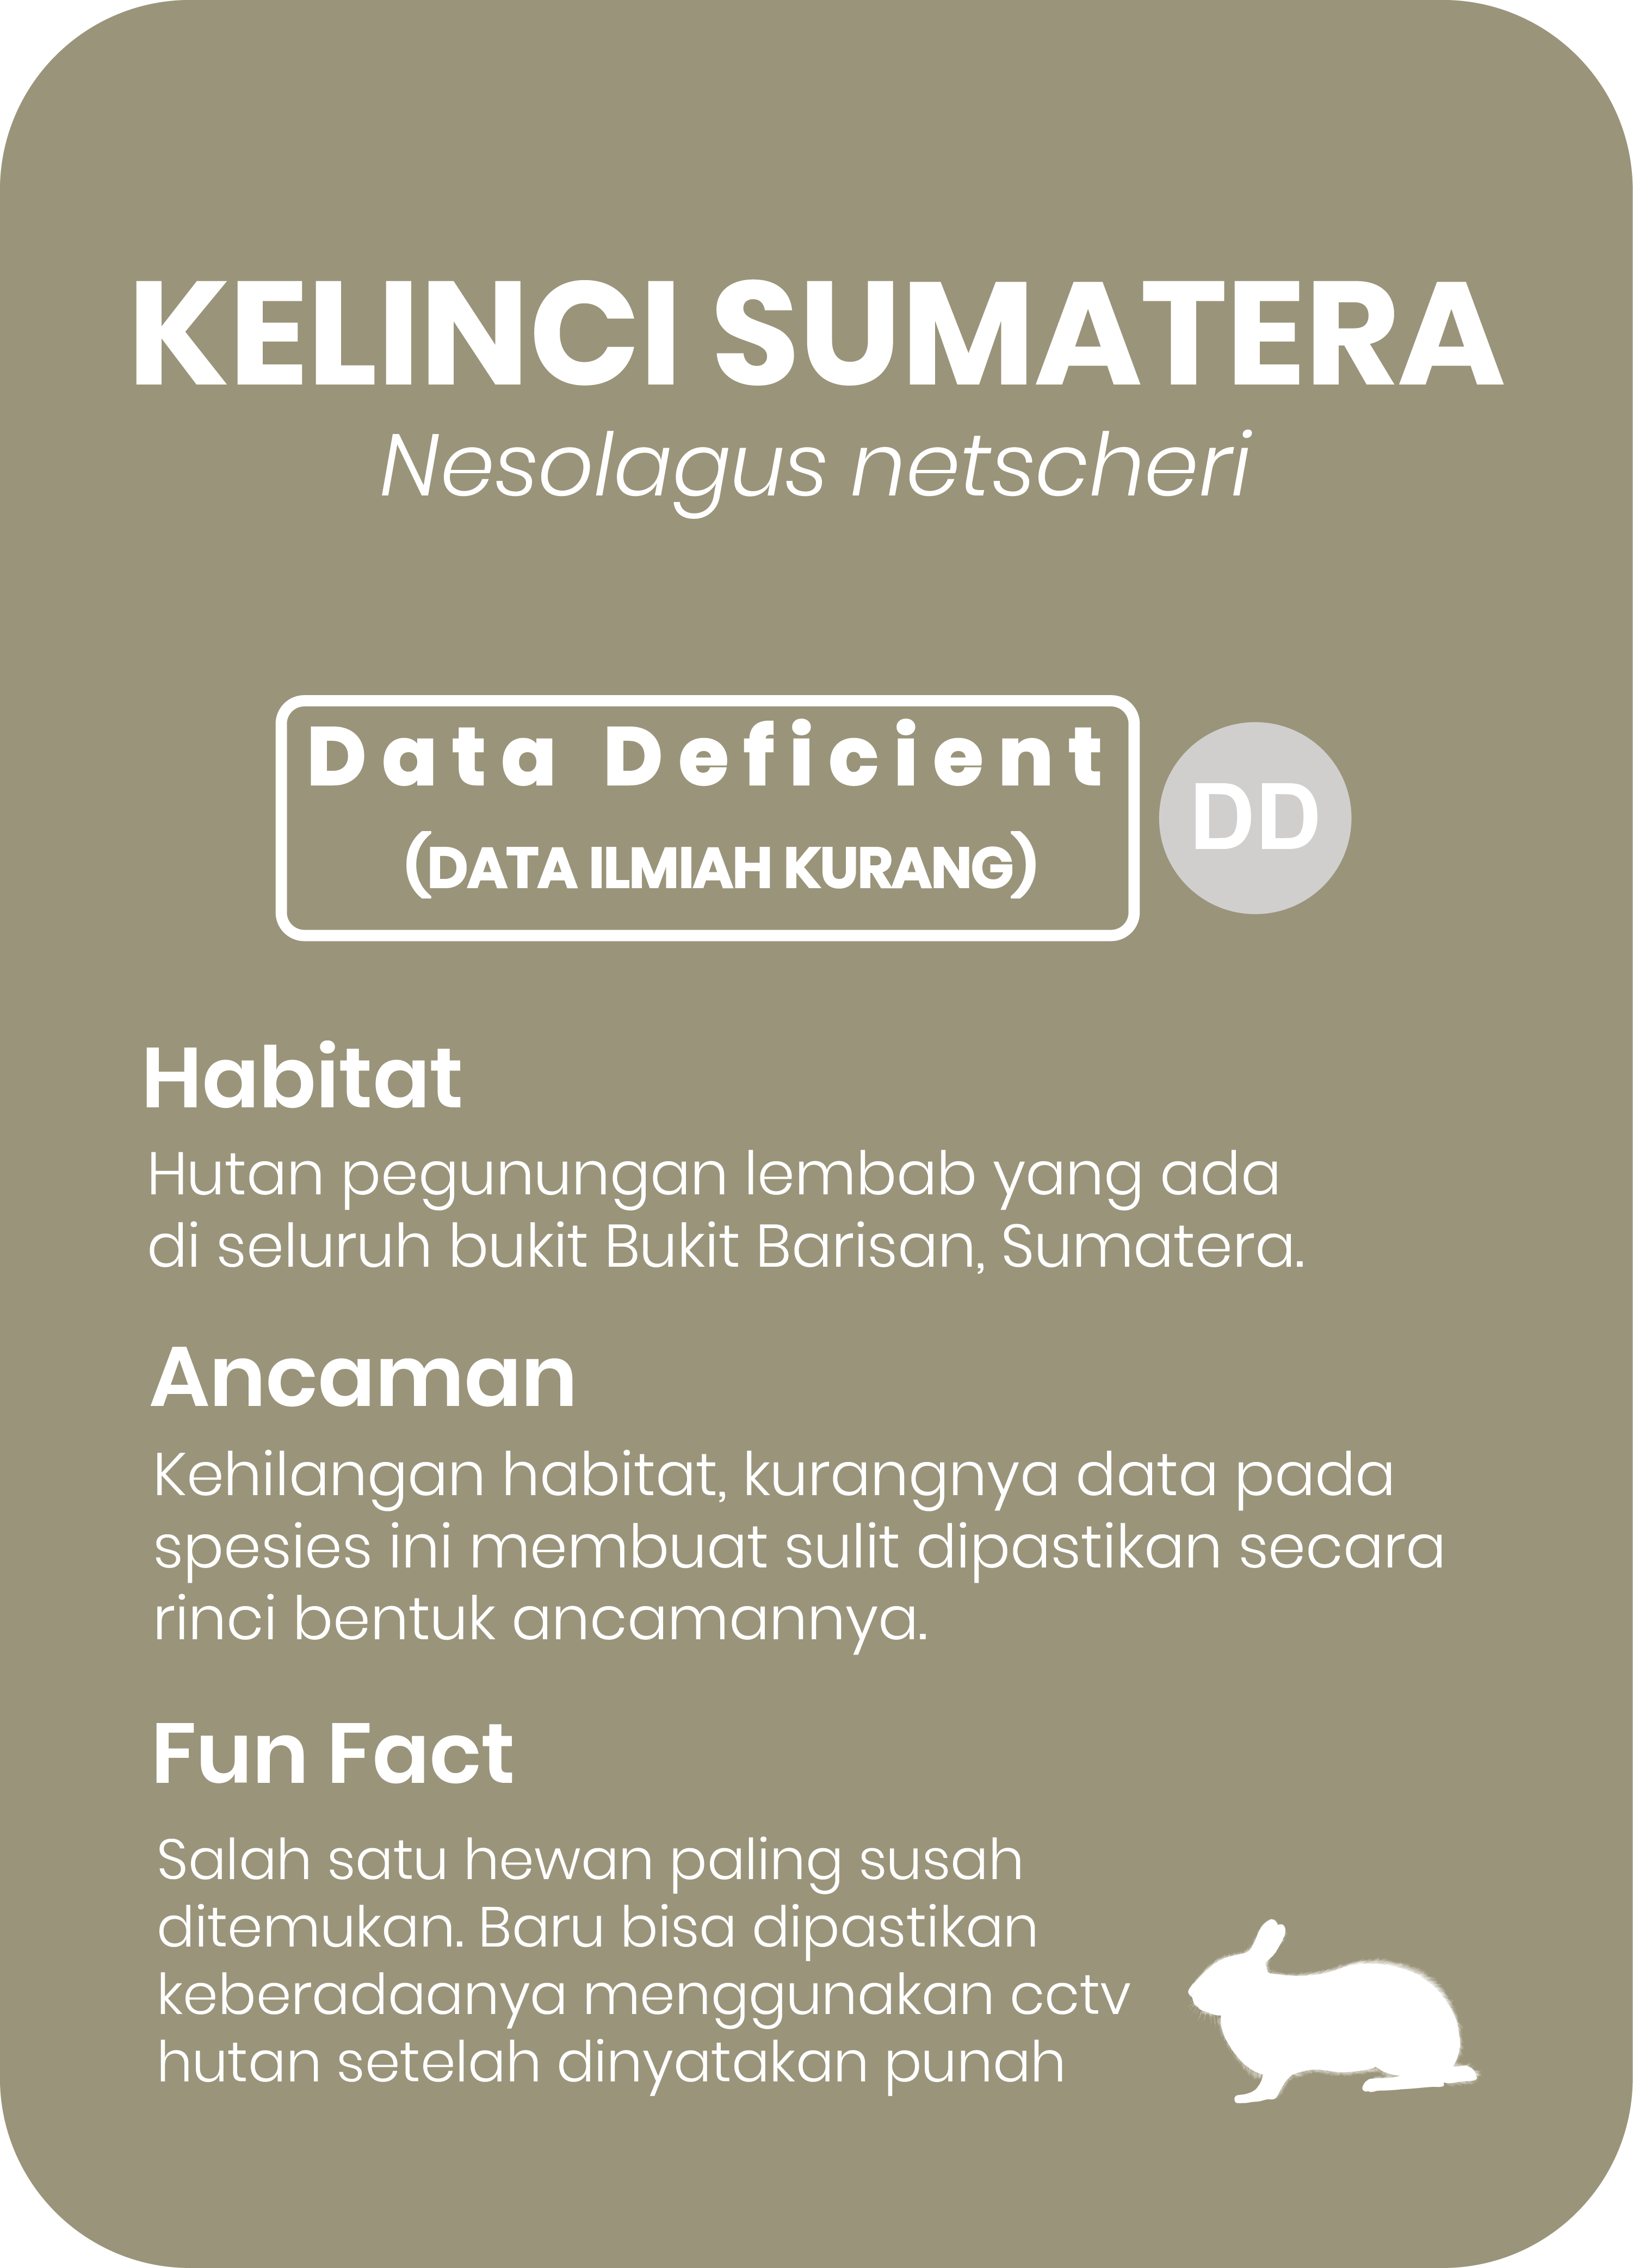 KELINCI SUMATERA
Nesolagus netscheri
Data Deficient
(DATA ILMIAH KURANG)
DD
Habitat
Hutan pegunungan lembab yang ada
di seluruh bukit Bukit Barisan, Sumatera.
Ancaman
Kehilangan habitat, kurangnya data pada
spesies ini membuat sulit dipastikan secara
rinci bentuk ancamannya.
Fun Fact
Salah satu hewan paling susah
ditemukan. Baru bisa dipastikan
keberadaanya menggunakan cctv
hutan setelah dinyatakan punah